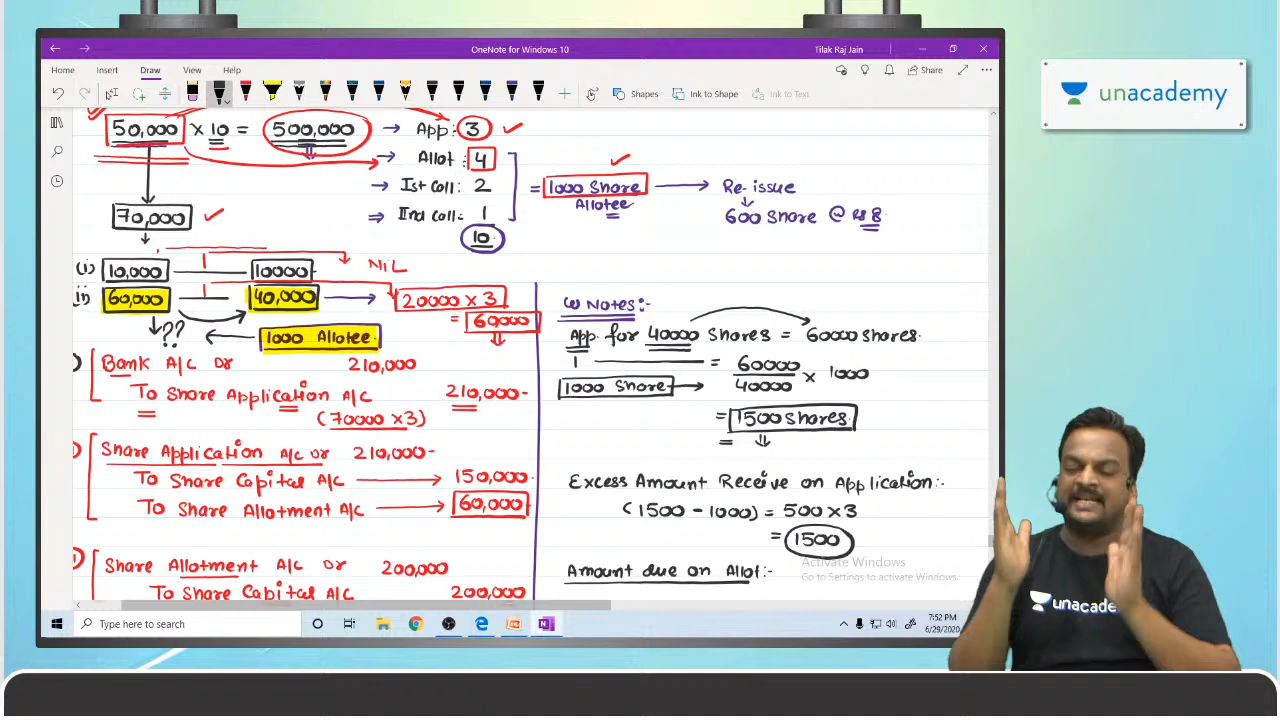 OneNote for Windows 10
Tilak Raj Jain
Home Insert Draw View Help
Share
Shapes
Ink to Shape
Ink to Text
unacademy
50,000 × 10 = 500,000 → App: 3
→ Allot: 4
→ Ist Call: 2
⇒ IInd Call: 1
10
= 1000 Share → Re-issue
Allotee
600 Share @ Rs 8
70,000
(i) 10,000 10000 NiL
ii) 60,000 40,000 → 20000 × 3
= 60000
?? 1000 Allotee
) Bank A/C Dr 210,000
To Share Application A/C 210,000-
(70000 ×3)
) Share Application A/C Dr 210,000-
To Share Capital A/C → 150,000
To Share Allotment A/C → 60,000
) Share Allotment A/C Dr 200,000
To Share Capital A/C 200,000
W Notes:-
App. for 40000 Shares = 60000 shares.
1 = 60000
1000 Share → 40000 × 1000
= 1500 shares
Excess Amount Receive on Application:-
(1500 - 1000) = 500 × 3
= 1500
Amount due on Allot:-
Activate Windows
Go to Settings to activate Windows.
unacade
Type here to search
7:52 PM
6/29/2020